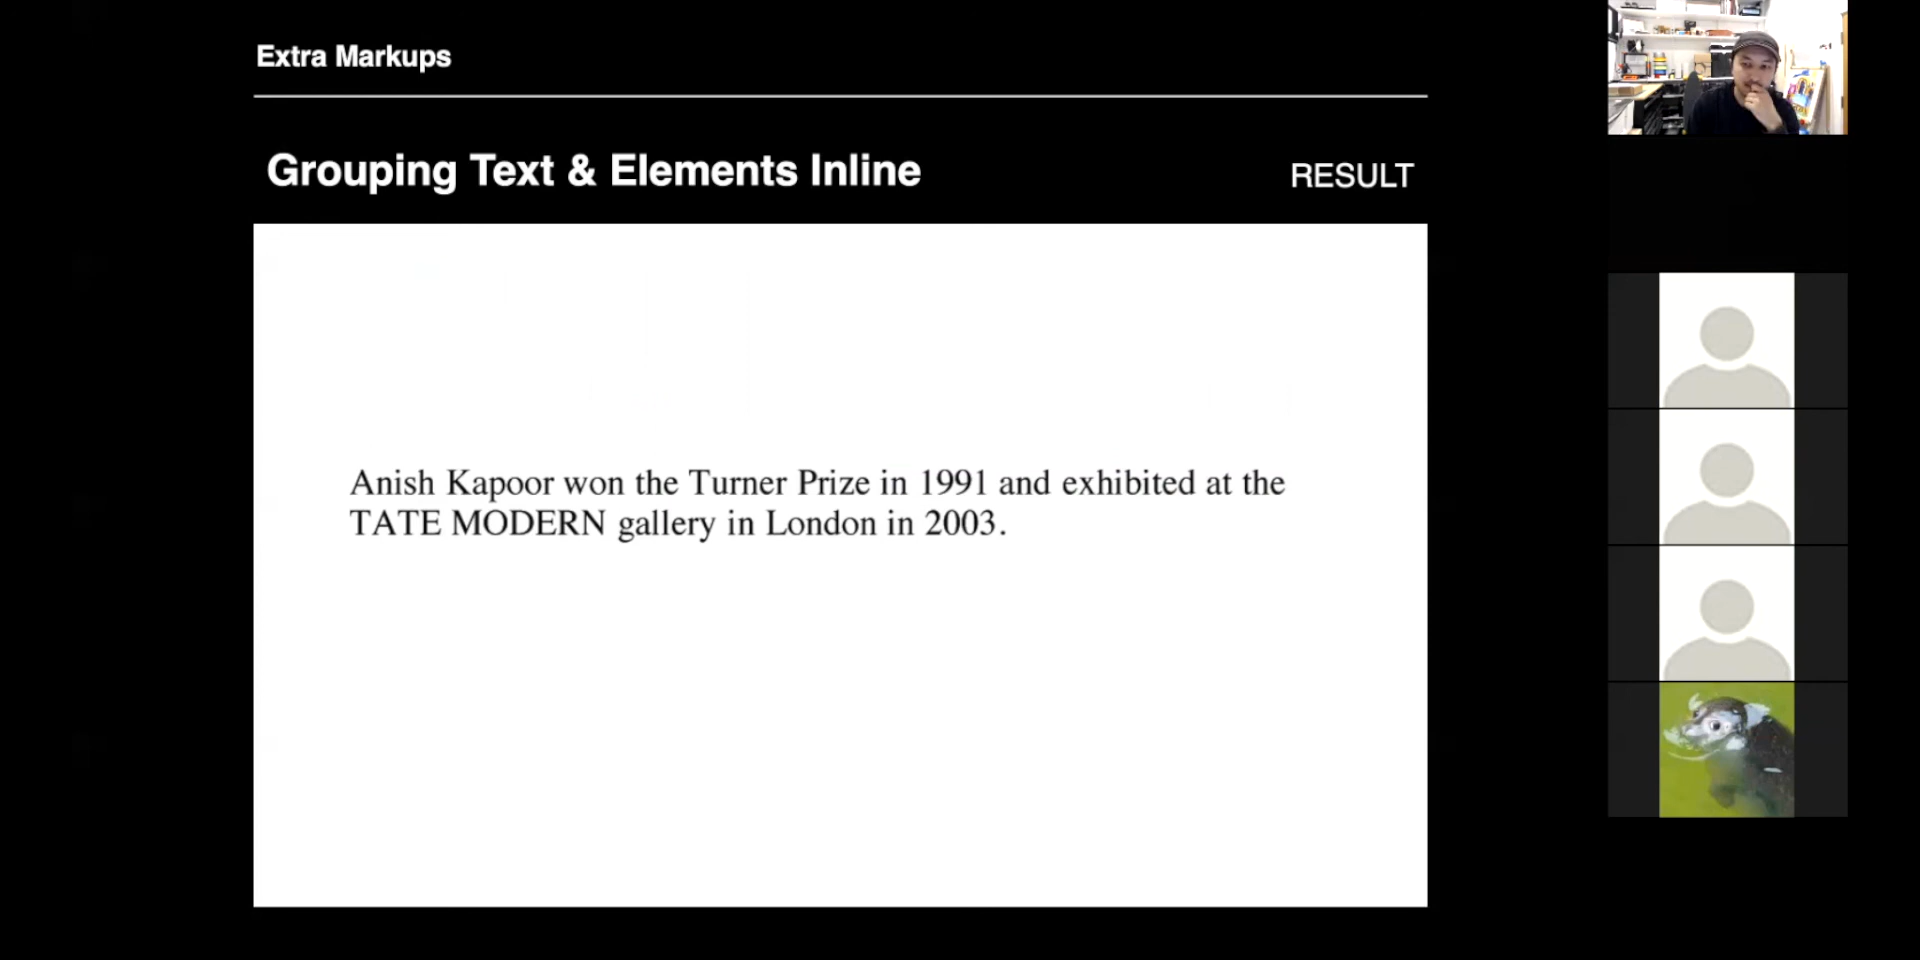 Extra Markups
Grouping Text & Elements Inline
RESULT
Anish Kapoor won the Turner Prize in 1991 and exhibited at the
TATE MODERN gallery in London in 2003.